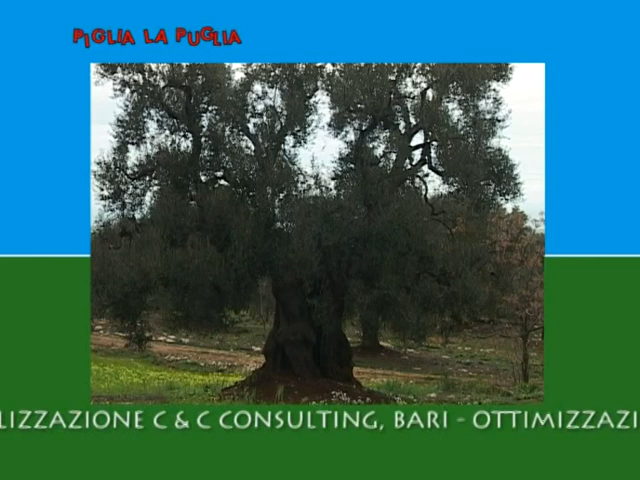 PIGLIA LA PUGLIA
LIZZAZIONE C & C CONSULTING, BARI - OTTIMIZZAZI